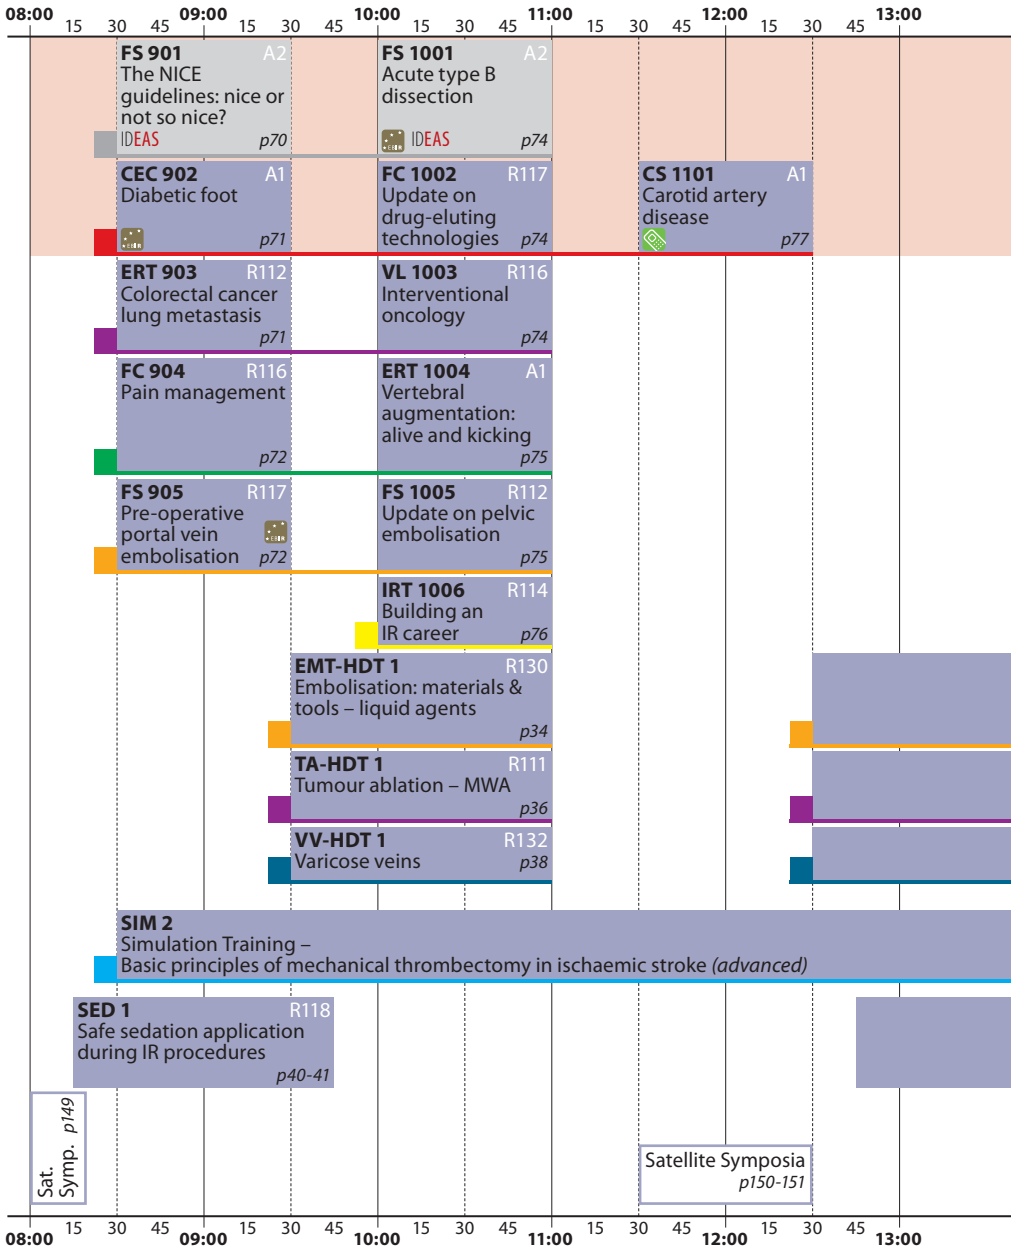 08:00 09:00 10:00 11:00 12:00 13:00
15 30 45 15 30 45 15 30 45 15 30 45 15 30 45
FS 901 A2
The NICE
guidelines: nice or
not so nice?
IDEAS p70
FS 1001 A2
Acute type B
dissection
IDEAS p74
CEC 902 A1
Diabetic foot
p71
FC 1002 R117
Update on
drug-eluting
technologies p74
CS 1101 A1
Carotid artery
disease
p77
ERT 903 R112
Colorectal cancer
lung metastasis
p71
VL 1003 R116
Interventional
oncology
p74
FC 904 R116
Pain management
p72
ERT 1004 A1
Vertebral
augmentation:
alive and kicking
p75
FS 905 R117
Pre-operative
portal vein
embolisation p72
FS 1005 R112
Update on pelvic
embolisation
p75
IRT 1006 R114
Building an
IR career p76
EMT-HDT 1 R130
Embolisation: materials &
tools – liquid agents
p34
TA-HDT 1 R111
Tumour ablation – MWA
p36
VV-HDT 1 R132
Varicose veins p38
SIM 2
Simulation Training –
Basic principles of mechanical thrombectomy in ischaemic stroke (advanced)
SED 1 R118
Safe sedation application
during IR procedures
p40-41
Sat. p149
Symp.
Satellite Symposia
p150-151
15 30 45 15 30 45 15 30 45 15 30 45 15 30 45
08:00 09:00 10:00 11:00 12:00 13:00